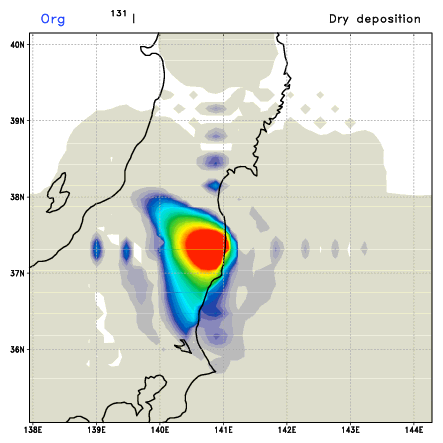 Org ¹³¹I Dry deposition
40N
39N
38N
37N
36N
138E 139E 140E 141E 142E 143E 144E